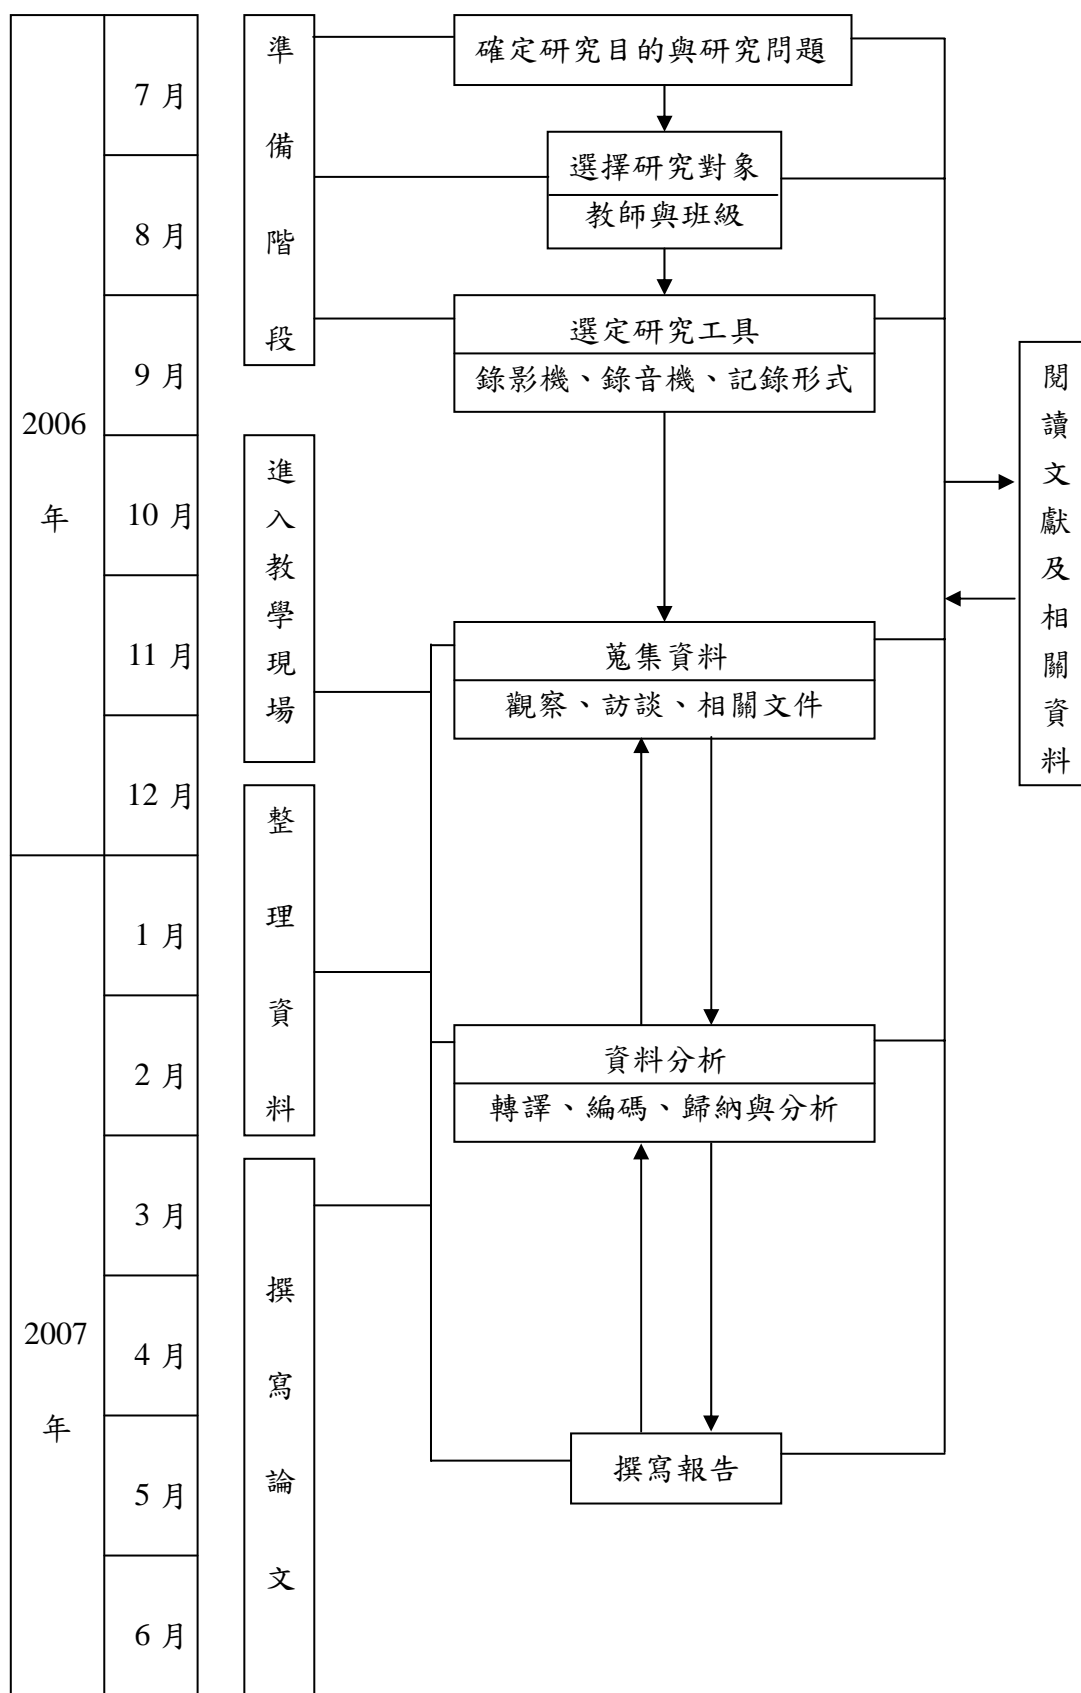 2006
年
2007
年
7 月
8 月
9 月
10 月
11 月
12 月
1 月
2 月
3 月
4 月
5 月
6 月
準備階段
進入教學現場
整理資料
撰寫論文
確定研究目的與研究問題
選擇研究對象
教師與班級
選定研究工具
錄影機、錄音機、記錄形式
蒐集資料
觀察、訪談、相關文件
資料分析
轉譯、編碼、歸納與分析
撰寫報告
閱讀文獻及相關資料